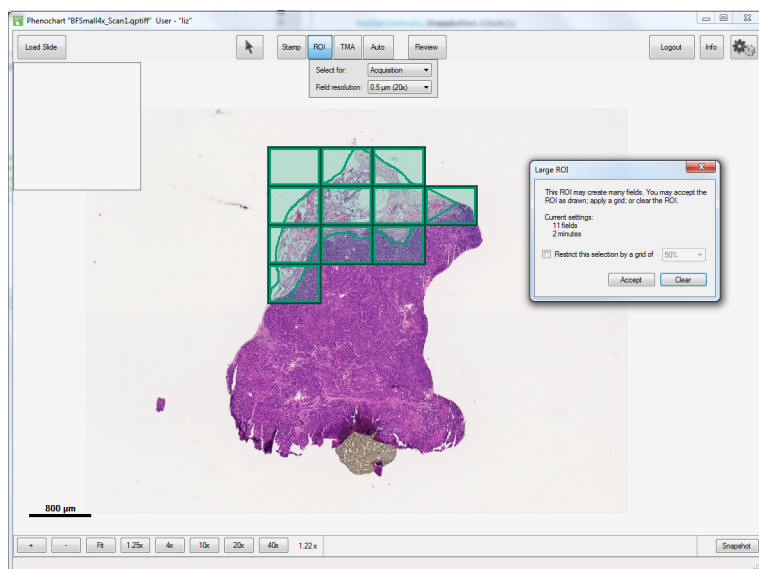 Phenochart "BFSmall4x_Scan1.qptiff" User - "liz"
Load Slide
Stamp
ROI
TMA
Auto
Review
Logout
Info
Select for: Acquisition
Field resolution: 0.5 µm (20x)
Large ROI
This ROI may create many fields. You may accept the
ROI as drawn; apply a grid; or clear the ROI.
Current settings:
11 fields
2 minutes
Restrict this selection by a grid of 50%
Accept
Clear
800 µm
+
-
Fit
1.25x
4x
10x
20x
40x
1.22 x
Snapshot